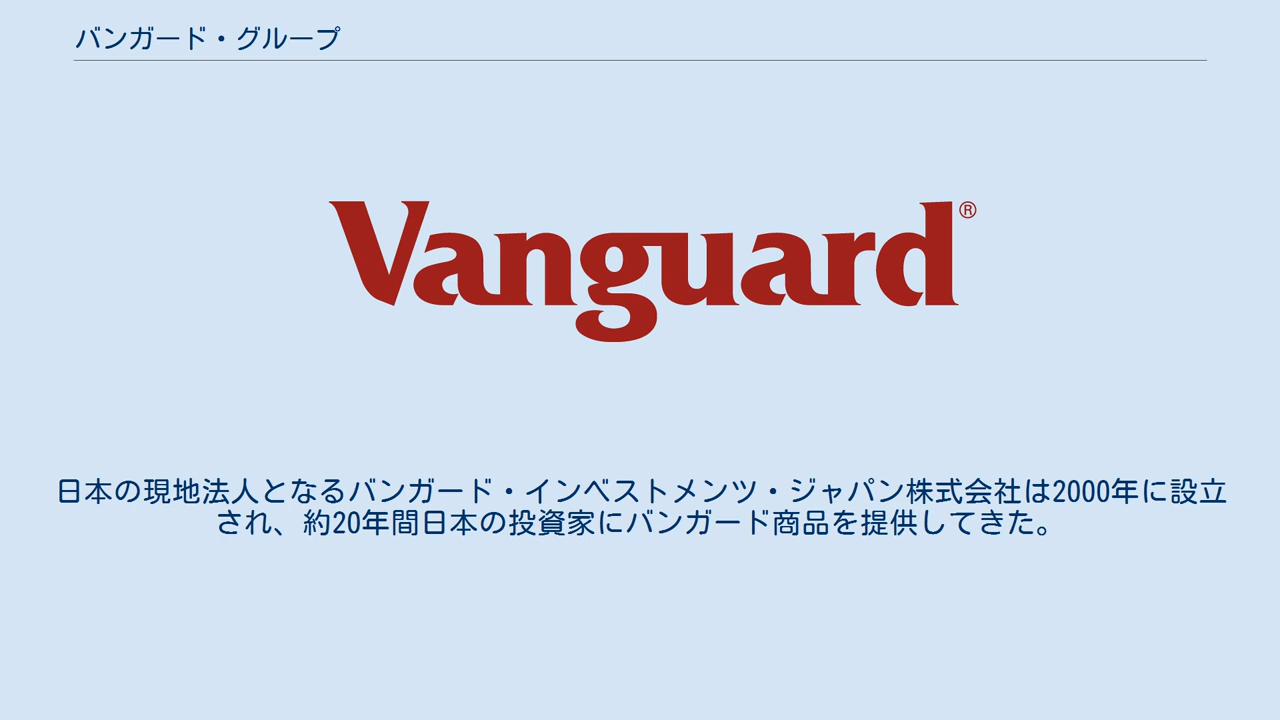 バンガード・グループ
Vanguard®
日本の現地法人となるバンガード・インベストメンツ・ジャパン株式会社は2000年に設立
され、約20年間日本の投資家にバンガード商品を提供してきた。